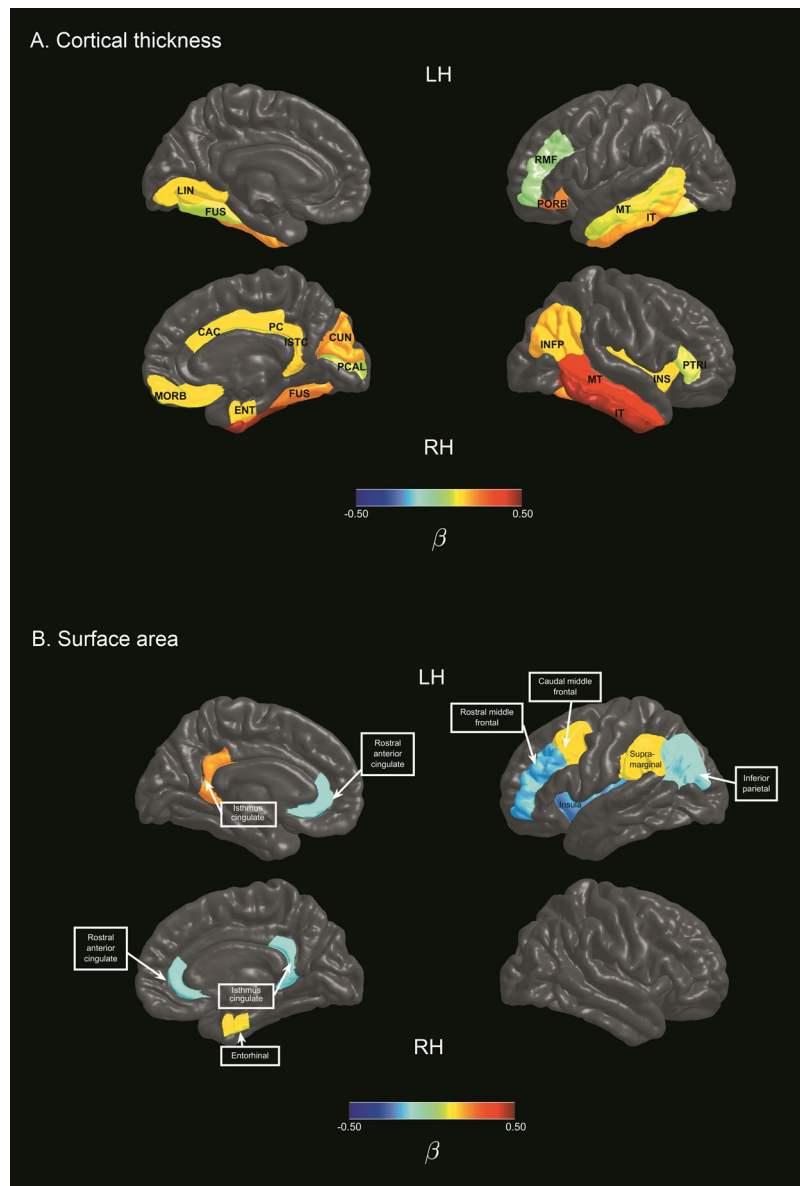 A. Cortical thickness
LH
LIN
FUS
RMF
PORB
MT
IT
CAC
PC
ISTC
CUN
PCAL
MORB
ENT
FUS
INFP
MT
INS
PTRI
IT
RH
-0.50
0.50
β
B. Surface area
LH
Rostral
anterior
cingulate
Isthmus
cingulate
Caudal middle
frontal
Rostral middle
frontal
Supra-
marginal
Inferior
parietal
Insula
Rostral
anterior
cingulate
Isthmus
cingulate
Entorhinal
RH
-0.50
0.50
β